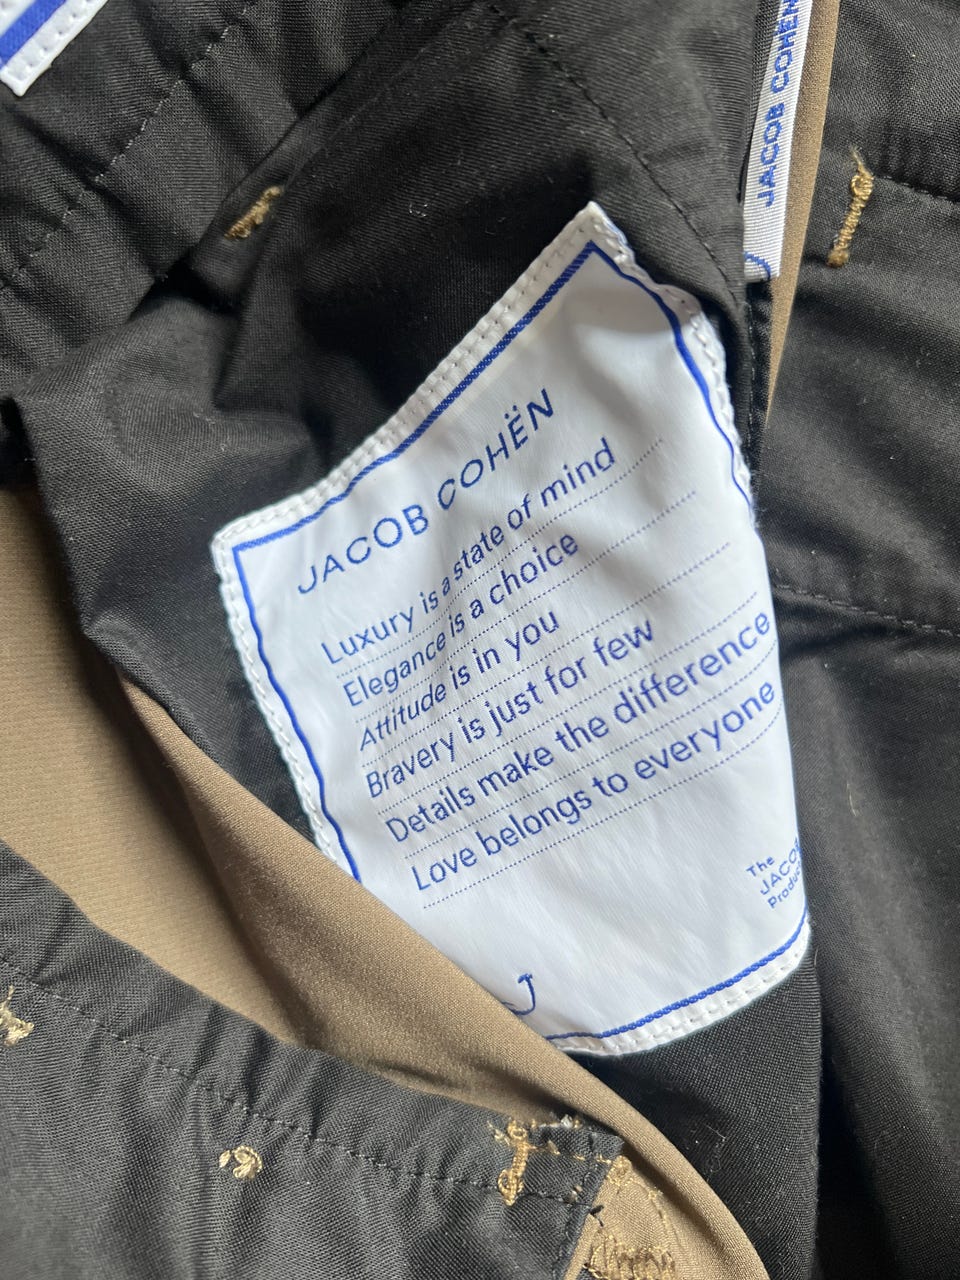 JACOB COHËN
JACOB COHËN
Luxury is a state of mind
Elegance is a choice
Attitude is in you
Bravery is just for few
Details make the difference
Love belongs to everyone
The
J